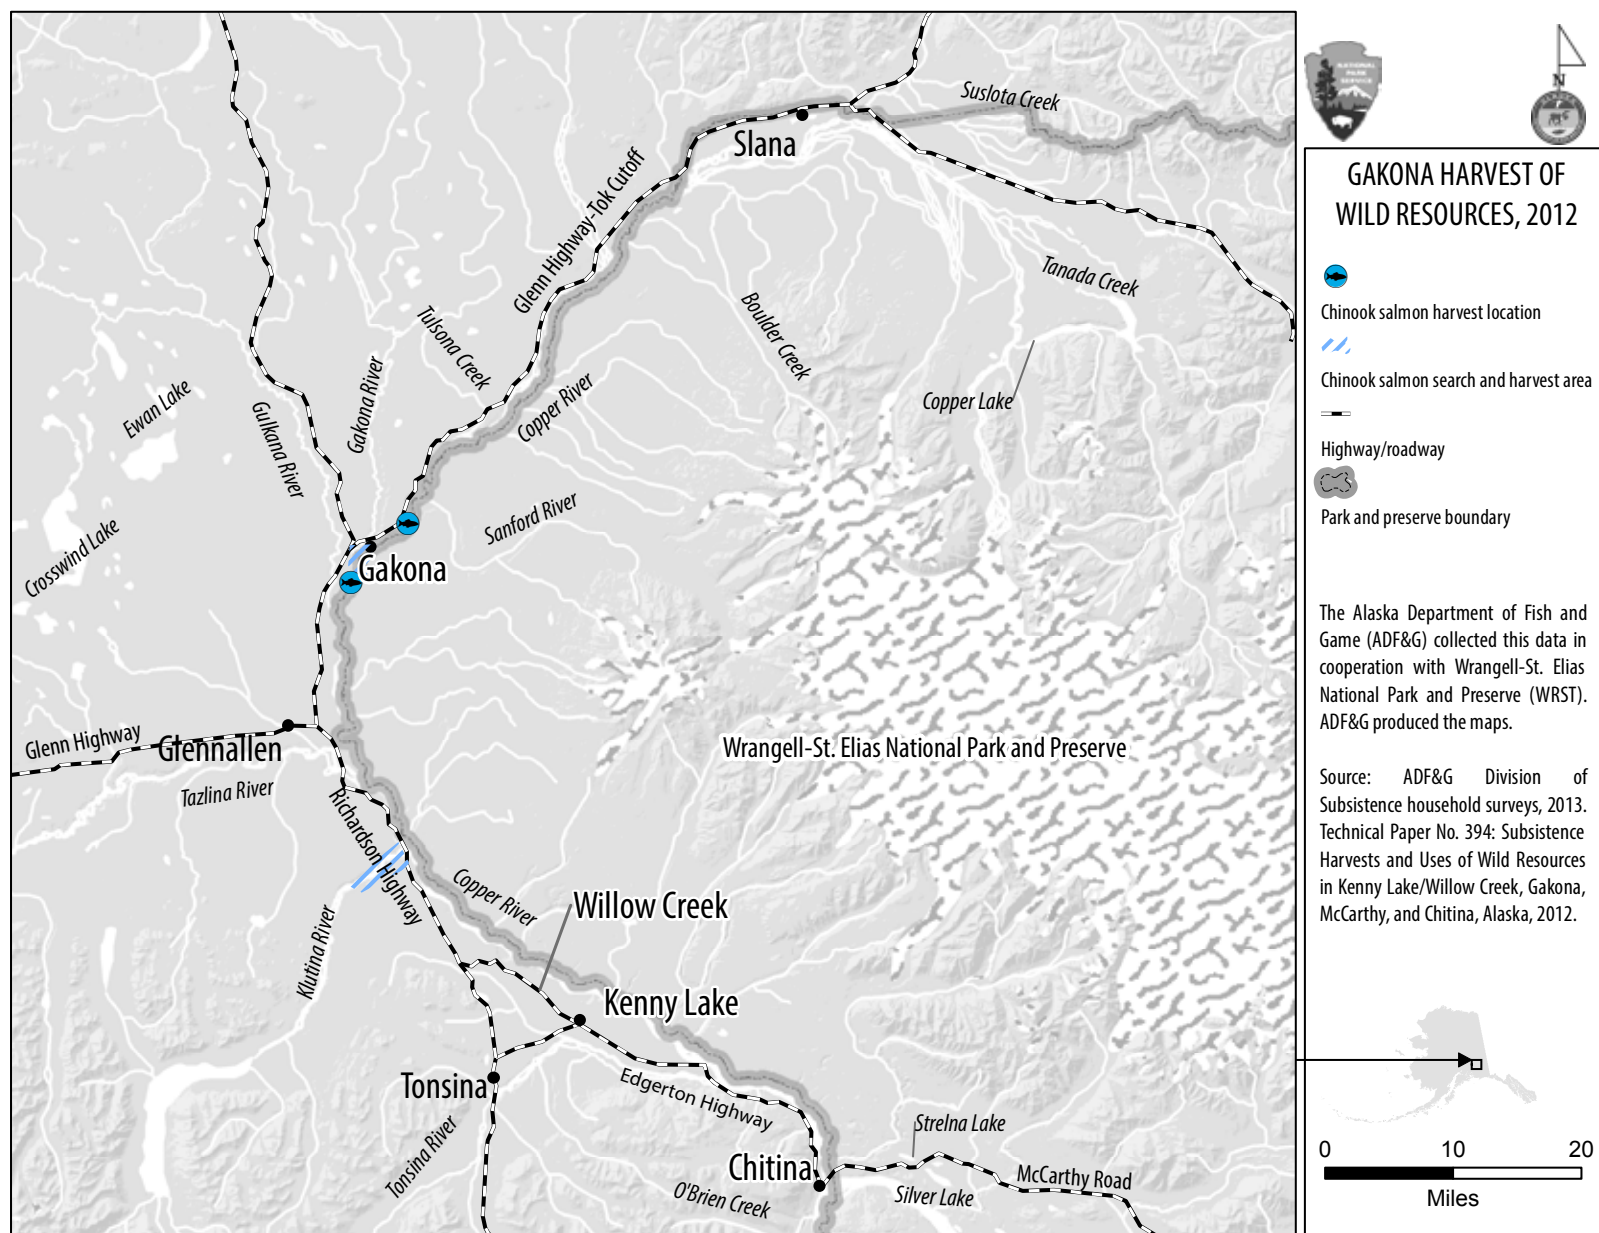 Suslota Creek
Slana
Glenn Highway-Tok Cutoff
Tanada Creek
Boulder Creek
Tulsona Creek
Gakona River
Copper River
Copper Lake
Ewan Lake
Gulkana River
Sanford River
Crosswind Lake
Gakona
Glenn Highway
Glennallen
Wrangell-St. Elias National Park and Preserve
Tazlina River
Richardson Highway
Copper River
Willow Creek
Klutina River
Kenny Lake
Tonsina
Edgerton Highway
Tonsina River
Strelna Lake
Chitina
McCarthy Road
O'Brien Creek
Silver Lake
NATIONAL
PARK
SERVICE
N
GAKONA HARVEST OF
WILD RESOURCES, 2012
Chinook salmon harvest location
Chinook salmon search and harvest area
Highway/roadway
Park and preserve boundary
The Alaska Department of Fish and
Game (ADF&G) collected this data in
cooperation with Wrangell-St. Elias
National Park and Preserve (WRST).
ADF&G produced the maps.
Source: ADF&G Division of
Subsistence household surveys, 2013.
Technical Paper No. 394: Subsistence
Harvests and Uses of Wild Resources
in Kenny Lake/Willow Creek, Gakona,
McCarthy, and Chitina, Alaska, 2012.
0 10 20
Miles